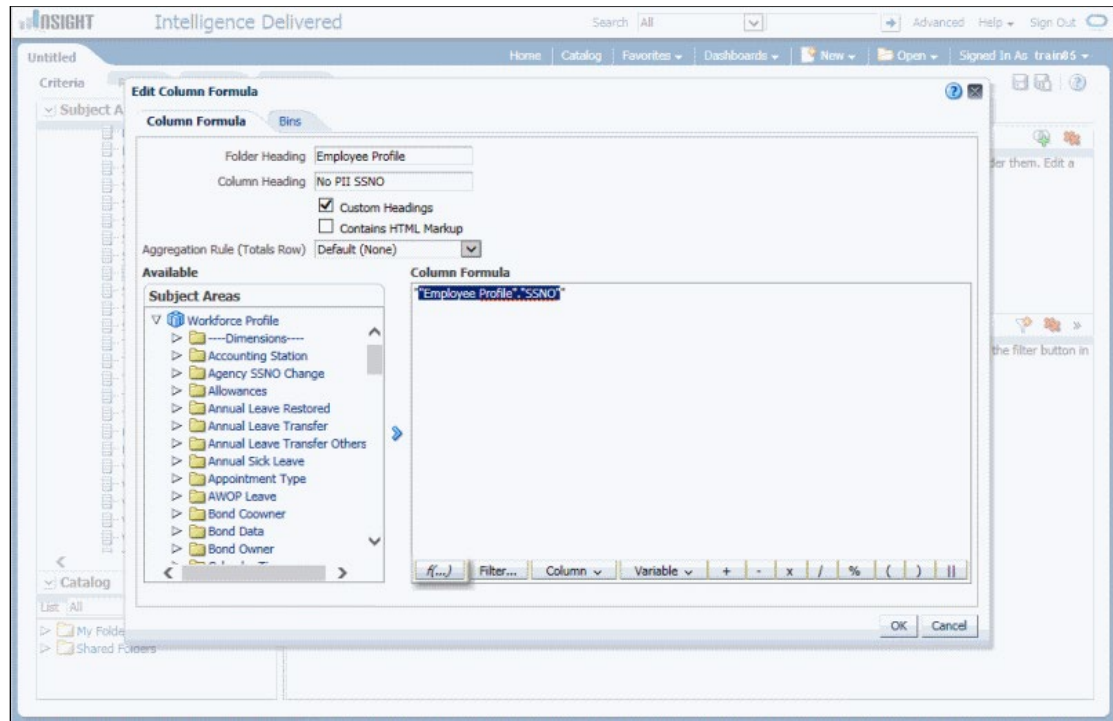 INSIGHT Intelligence Delivered Search All Advanced Help Sign Out
Untitled Home Catalog Favorites Dashboards New Open Signed In As train86
Criteria
Subject A
Edit Column Formula
Column Formula Bins
Folder Heading Employee Profile
Column Heading No PII SSNO
Custom Headings
Contains HTML Markup
Aggregation Rule (Totals Row) Default (None)
der them. Edit a
Available Column Formula
Subject Areas
""Employee Profile"."SSNO""
Workforce Profile
----Dimensions----
Accounting Station
Agency SSNO Change
Allowances
Annual Leave Restored
Annual Leave Transfer
Annual Leave Transfer Others
Annual Sick Leave
Appointment Type
AWOP Leave
Bond Coowner
Bond Data
Bond Owner
the filter button in
f(...) Filter... Column Variable + - x / % ( ) ||
Catalog
List All
My Folde
Shared Folders
OK Cancel